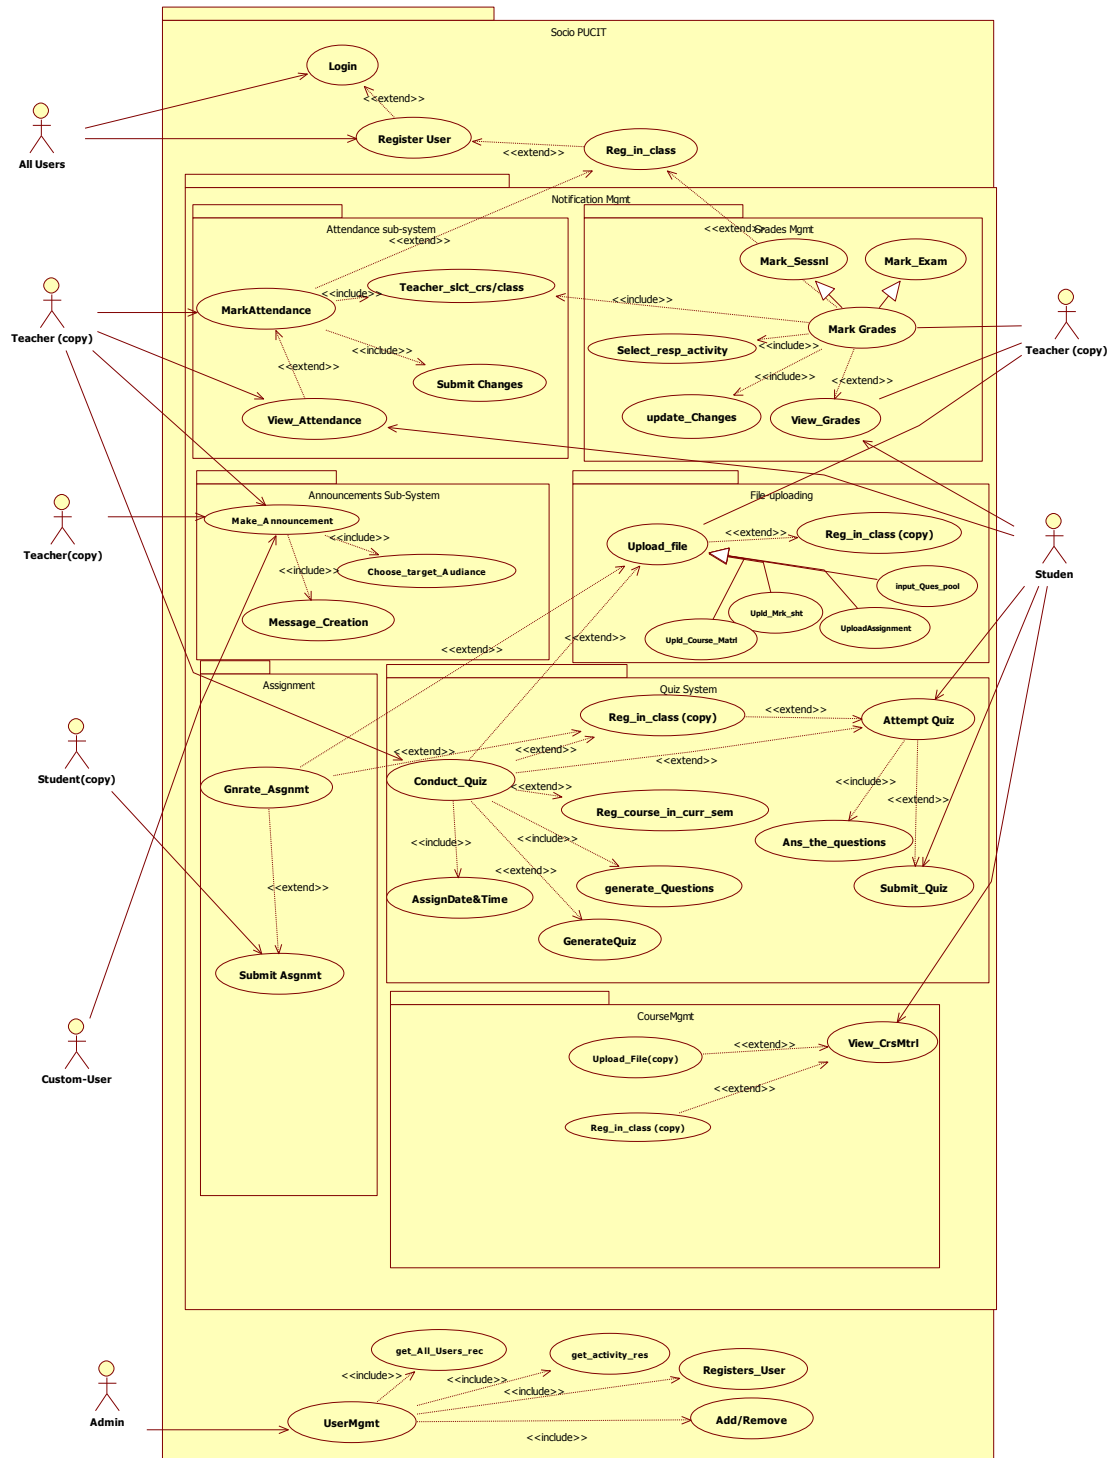 Socio PUCIT
Login
<<extend>>
Register User
All Users
<<extend>>
Reg_in_class
Notification Mgmt
Attendance sub-system
<<extend>>
Grades Mgmt
<<extend>>
Mark_Sessnl
Mark_Exam
Teacher_slct_crs/class
<<include>>
MarkAttendance
<<include>>
Mark Grades
Teacher (copy)
Teacher (copy)
Select_resp_activity
<<include>>
<<include>>
<<extend>>
Submit Changes
<<include>>
<<extend>>
View_Attendance
update_Changes
View_Grades
Announcements Sub-System
File-uploading
Make_Announcement
Teacher(copy)
<<include>>
Choose_target_Audiance
<<include>>
Message_Creation
Upload_file
<<extend>>
Reg_in_class (copy)
Studen
input_Ques_pool
Upld_Mrk_sht
UploadAssignment
Upld_Course_Matrl
<<extend>>
<<extend>>
Assignment
Quiz System
Reg_in_class (copy)
<<extend>>
Attempt Quiz
<<extend>>
<<extend>>
<<extend>>
Student(copy)
Gnrate_Asgnmt
Conduct_Quiz
<<extend>>
Reg_course_in_curr_sem
<<include>>
<<extend>>
<<include>>
<<include>>
Ans_the_questions
<<extend>>
<<extend>>
AssignDate&Time
generate_Questions
Submit_Quiz
GenerateQuiz
Submit Asgnmt
CourseMgmt
Upload_File(copy)
<<extend>>
View_CrsMtrl
Custom-User
<<extend>>
Reg_in_class (copy)
get_All_Users_rec
get_activity_res
Registers_User
<<include>>
<<include>>
<<include>>
Admin
UserMgmt
Add/Remove
<<include>>